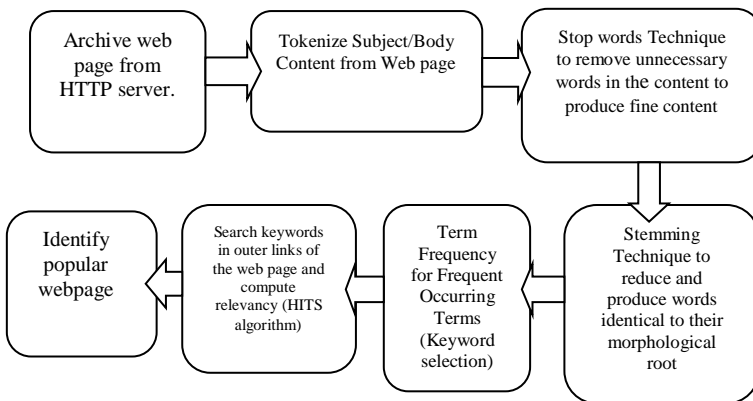 Archive web
page from
HTTP server.
Tokenize Subject/Body
Content from Web page
Stop words Technique
to remove unnecessary
words in the content to
produce fine content
Stemming
Technique to
reduce and
produce words
identical to their
morphological
root
Term
Frequency
for Frequent
Occurring
Terms
(Keyword
selection)
Search keywords
in outer links of
the web page and
compute
relevancy (HITS
algorithm)
Identify
popular
webpage